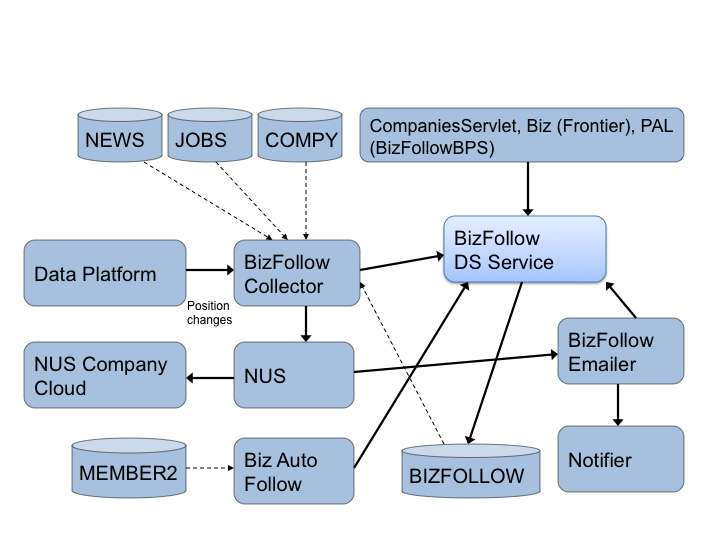 NEWS
JOBS
COMPY
CompaniesServlet, Biz (Frontier), PAL
(BizFollowBPS)
BizFollow
DS Service
Data Platform
BizFollow
Collector
Position
changes
NUS Company
Cloud
NUS
BizFollow
Emailer
MEMBER2
Biz Auto
Follow
BIZFOLLOW
Notifier